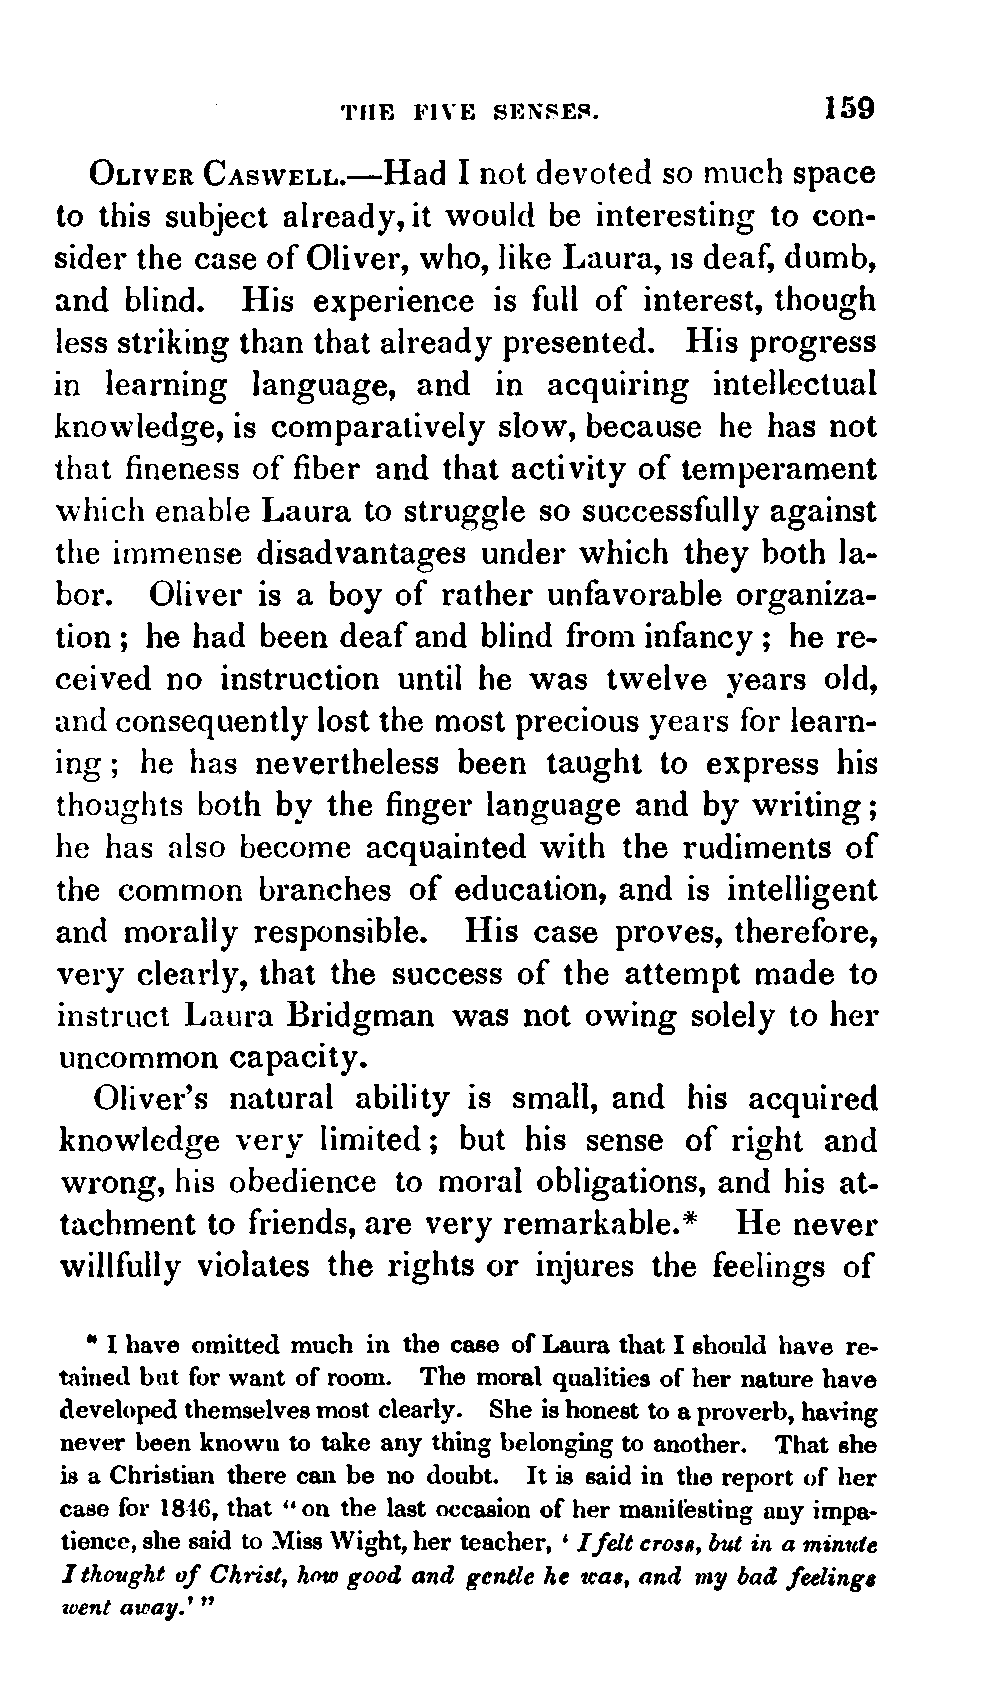 THE FIVE SENSES. 159
OLIVER CASWELL.—Had I not devoted so much space
to this subject already, it would be interesting to con-
sider the case of Oliver, who, like Laura, is deaf, dumb,
and blind. His experience is full of interest, though
less striking than that already presented. His progress
in learning language, and in acquiring intellectual
knowledge, is comparatively slow, because he has not
that fineness of fiber and that activity of temperament
which enable Laura to struggle so successfully against
the immense disadvantages under which they both la-
bor. Oliver is a boy of rather unfavorable organiza-
tion; he had been deaf and blind from infancy; he re-
ceived no instruction until he was twelve years old,
and consequently lost the most precious years for learn-
ing; he has nevertheless been taught to express his
thoughts both by the finger language and by writing;
he has also become acquainted with the rudiments of
the common branches of education, and is intelligent
and morally responsible. His case proves, therefore,
very clearly, that the success of the attempt made to
instruct Laura Bridgman was not owing solely to her
uncommon capacity.
Oliver's natural ability is small, and his acquired
knowledge very limited; but his sense of right and
wrong, his obedience to moral obligations, and his at-
tachment to friends, are very remarkable.* He never
willfully violates the rights or injures the feelings of
* I have omitted much in the case of Laura that I should have re-
tained but for want of room. The moral qualities of her nature have
developed themselves most clearly. She is honest to a proverb, having
never been known to take any thing belonging to another. That she
is a Christian there can be no doubt. It is said in the report of her
case for 1846, that "on the last occasion of her manifesting any impa-
tience, she said to Miss Wight, her teacher, ' I felt cross, but in a minute
I thought of Christ, how good and gentle he was, and my bad feelings
went away.' "